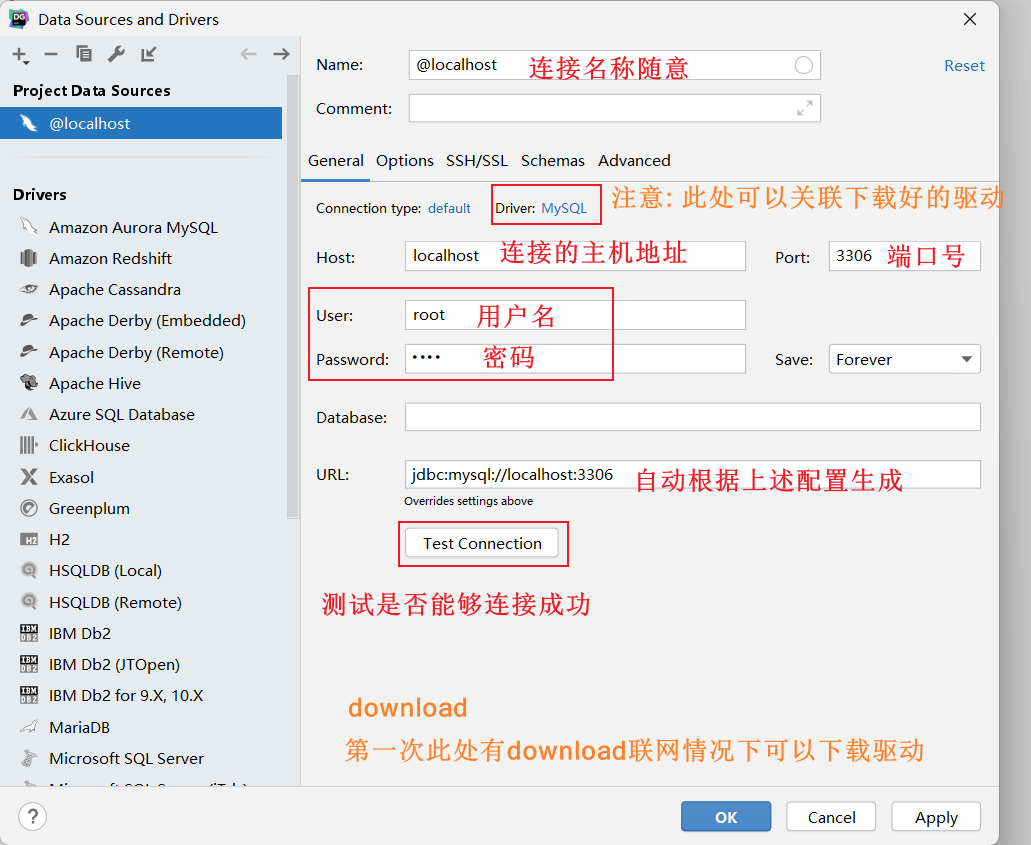 Data Sources and Drivers
Project Data Sources
@localhost
Drivers
Amazon Aurora MySQL
Amazon Redshift
Apache Cassandra
Apache Derby (Embedded)
Apache Derby (Remote)
Apache Hive
Azure SQL Database
ClickHouse
Exasol
Greenplum
H2
HSQLDB (Local)
HSQLDB (Remote)
IBM Db2
IBM Db2 (JTOpen)
IBM Db2 for 9.X, 10.X
MariaDB
Microsoft SQL Server
Name: @localhost 连接名称随意 Reset
Comment:
General Options SSH/SSL Schemas Advanced
Connection type: default Driver: MySQL 注意: 此处可以关联下载好的驱动
Host: localhost 连接的主机地址 Port: 3306 端口号
User: root 用户名
Password: •••• 密码 Save: Forever
Database:
URL: jdbc:mysql://localhost:3306 自动根据上述配置生成
Overrides settings above
Test Connection
测试是否能够连接成功
download
第一次此处有download联网情况下可以下载驱动
? OK Cancel Apply